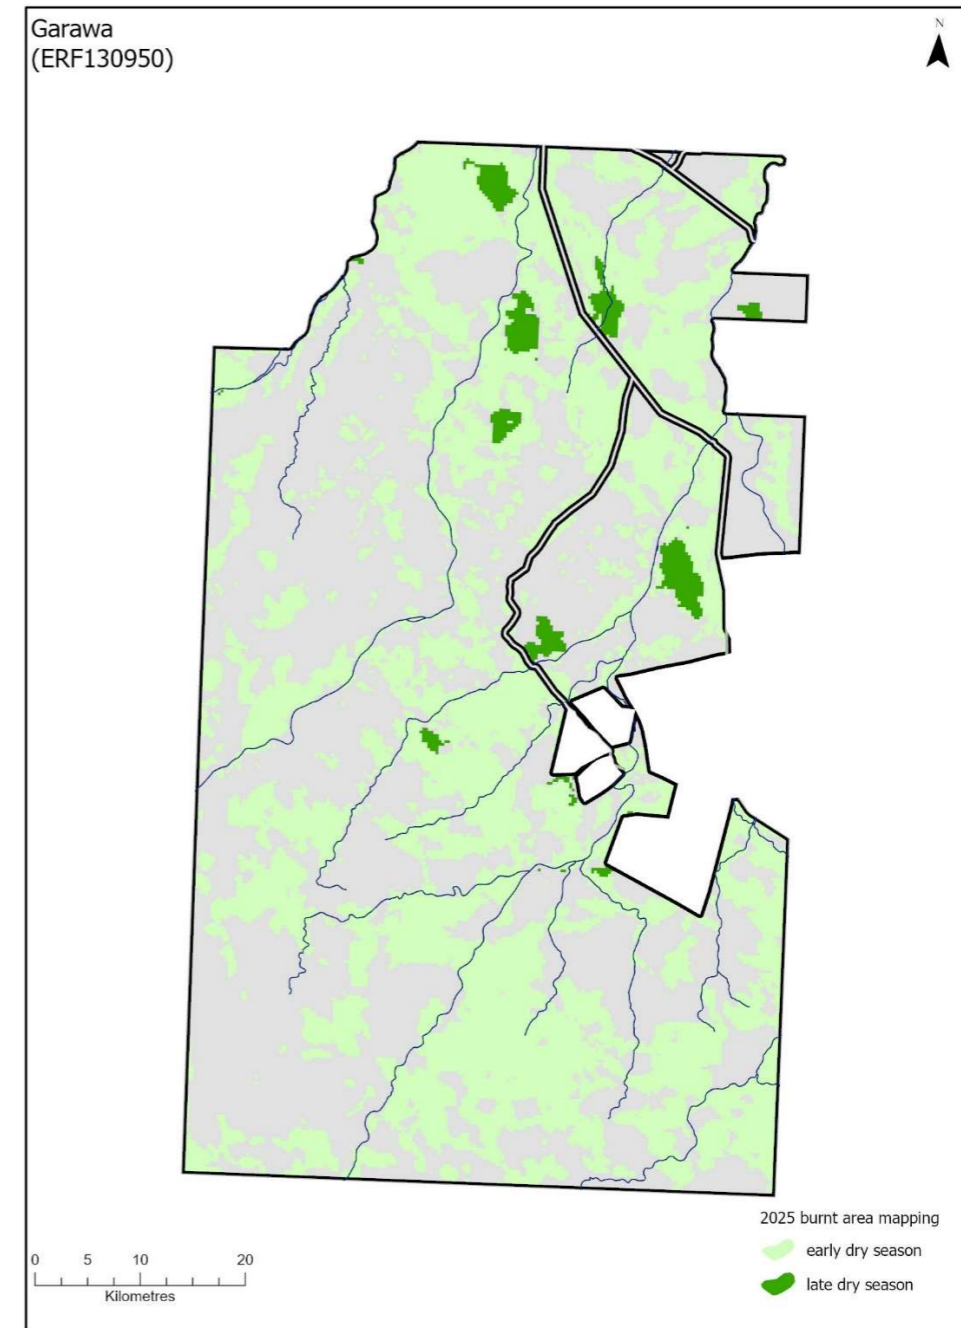 Garawa
(ERF130950)
N
2025 burnt area mapping
early dry season
late dry season
0 5 10 20
Kilometres